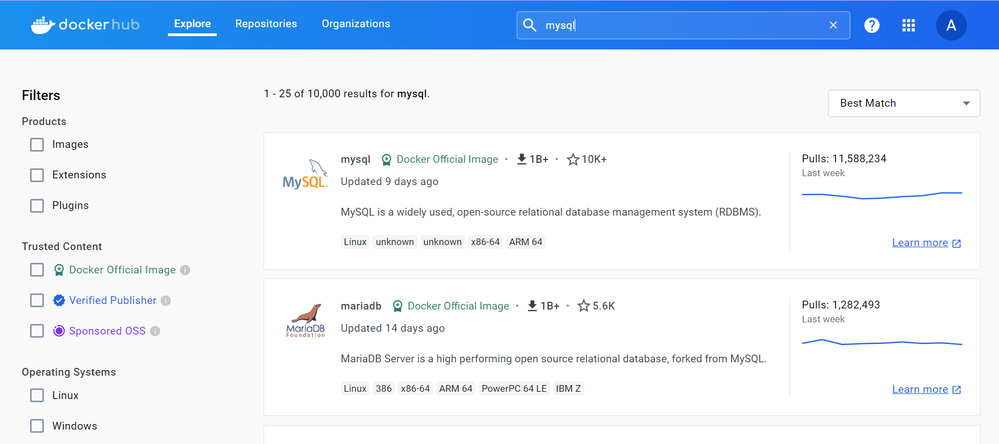 docker hub
Explore
Repositories
Organizations
mysql
A
Filters
Products
Images
Extensions
Plugins
Trusted Content
Docker Official Image
Verified Publisher
Sponsored OSS
Operating Systems
Linux
Windows
1 - 25 of 10,000 results for mysql.
Best Match
MySQL
mysql Docker Official Image • 1B+ • 10K+
Updated 9 days ago
MySQL is a widely used, open-source relational database management system (RDBMS).
Linux unknown unknown x86-64 ARM 64
Pulls: 11,588,234
Last week
Learn more
MariaDB
Foundation
mariadb Docker Official Image • 1B+ • 5.6K
Updated 14 days ago
MariaDB Server is a high performing open source relational database, forked from MySQL.
Linux 386 x86-64 ARM 64 PowerPC 64 LE IBM Z
Pulls: 1,282,493
Last week
Learn more